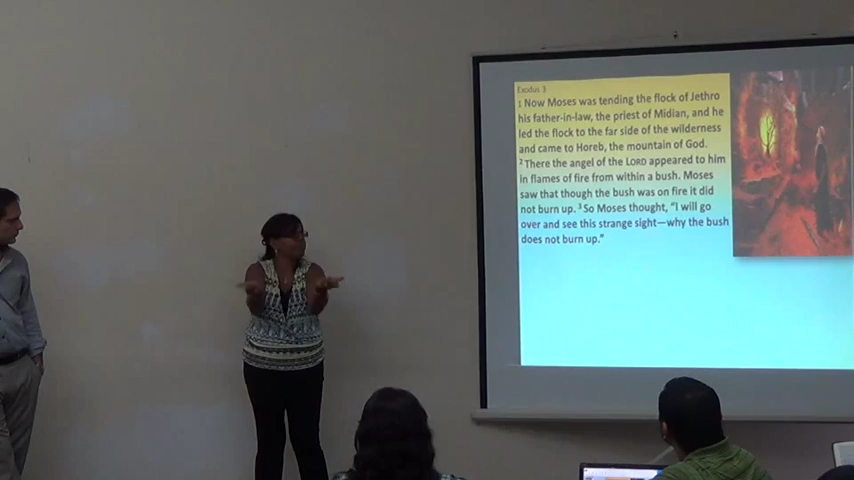 Exodus 3
1 Now Moses was tending the flock of Jethro
his father-in-law, the priest of Midian, and he
led the flock to the far side of the wilderness
and came to Horeb, the mountain of God.
2 There the angel of the LORD appeared to him
in flames of fire from within a bush. Moses
saw that though the bush was on fire it did
not burn up. 3 So Moses thought, "I will go
over and see this strange sight—why the bush
does not burn up."